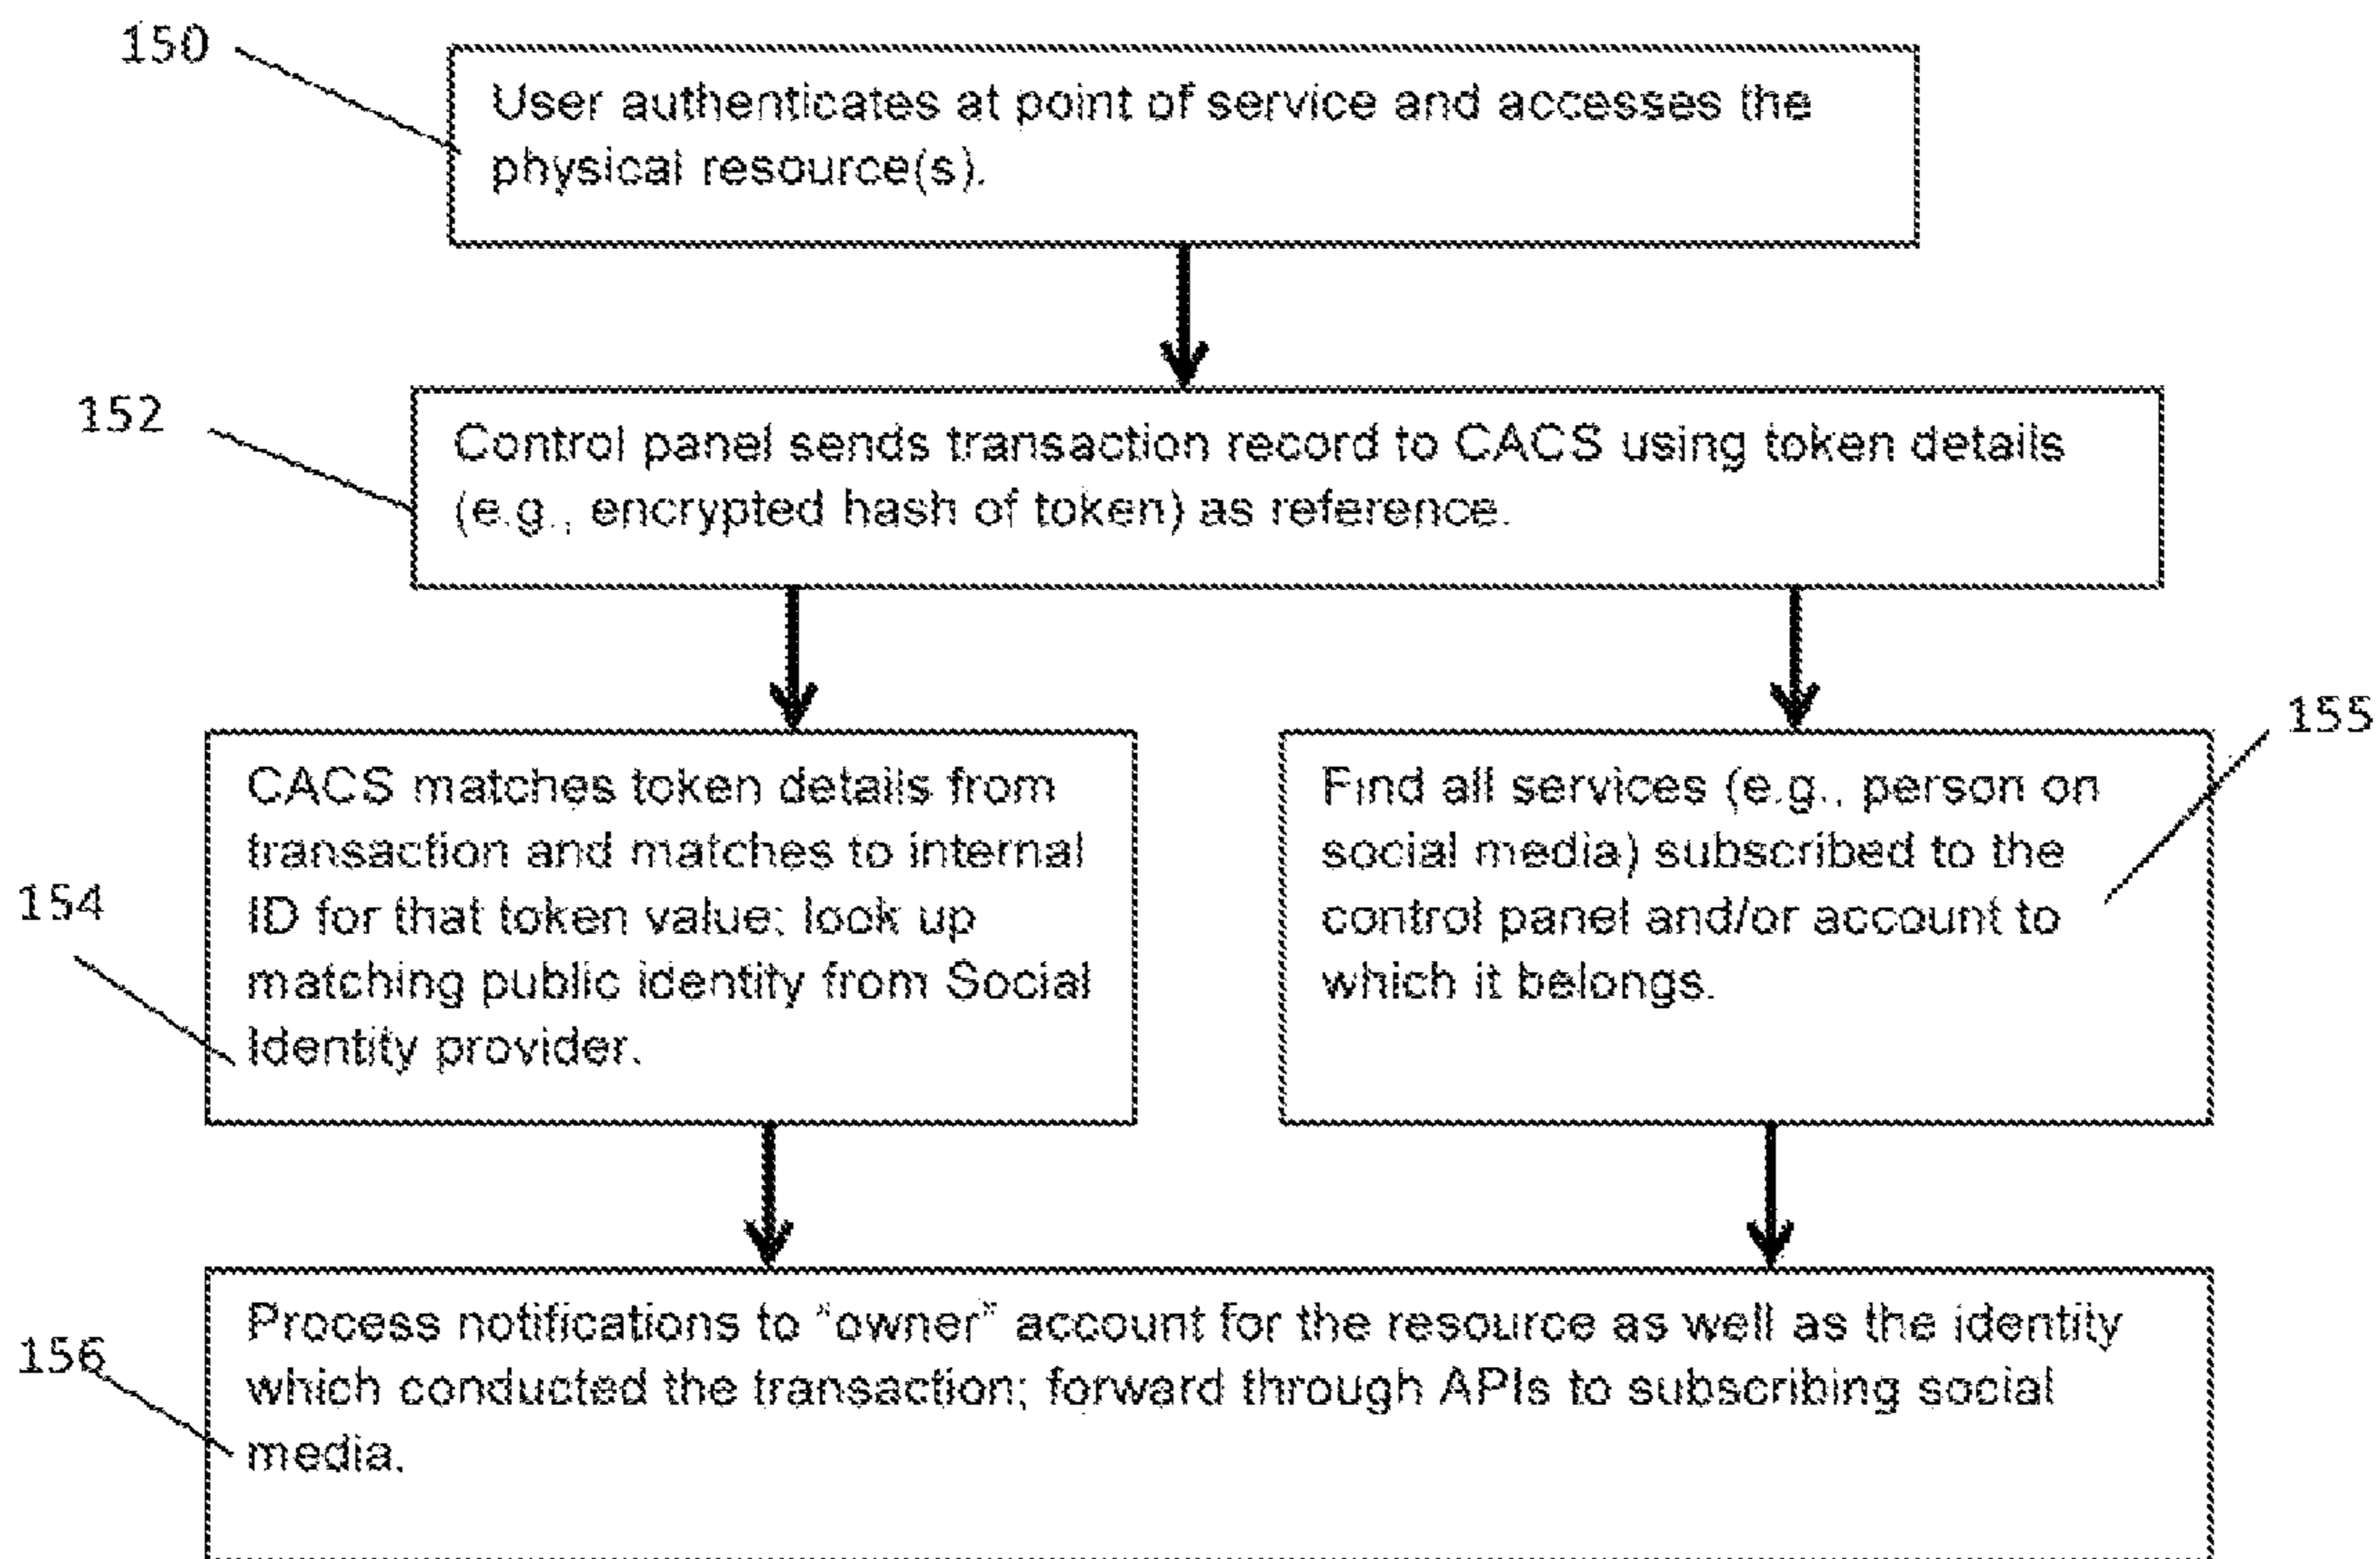 150
User authenticates at point of service and accesses the
physical resource(s).
152
Control panel sends transaction record to CACS using token details
(e.g., encrypted hash of token) as reference.
154
CACS matches token details from
transaction and matches to internal
ID for that token value; look up
matching public identity from Social
Identity provider.
155
Find all services (e.g., person on
social media) subscribed to the
control panel and/or account to
which it belongs.
156
Process notifications to "owner" account for the resource as well as the identity
which conducted the transaction; forward through APIs to subscribing social
media.